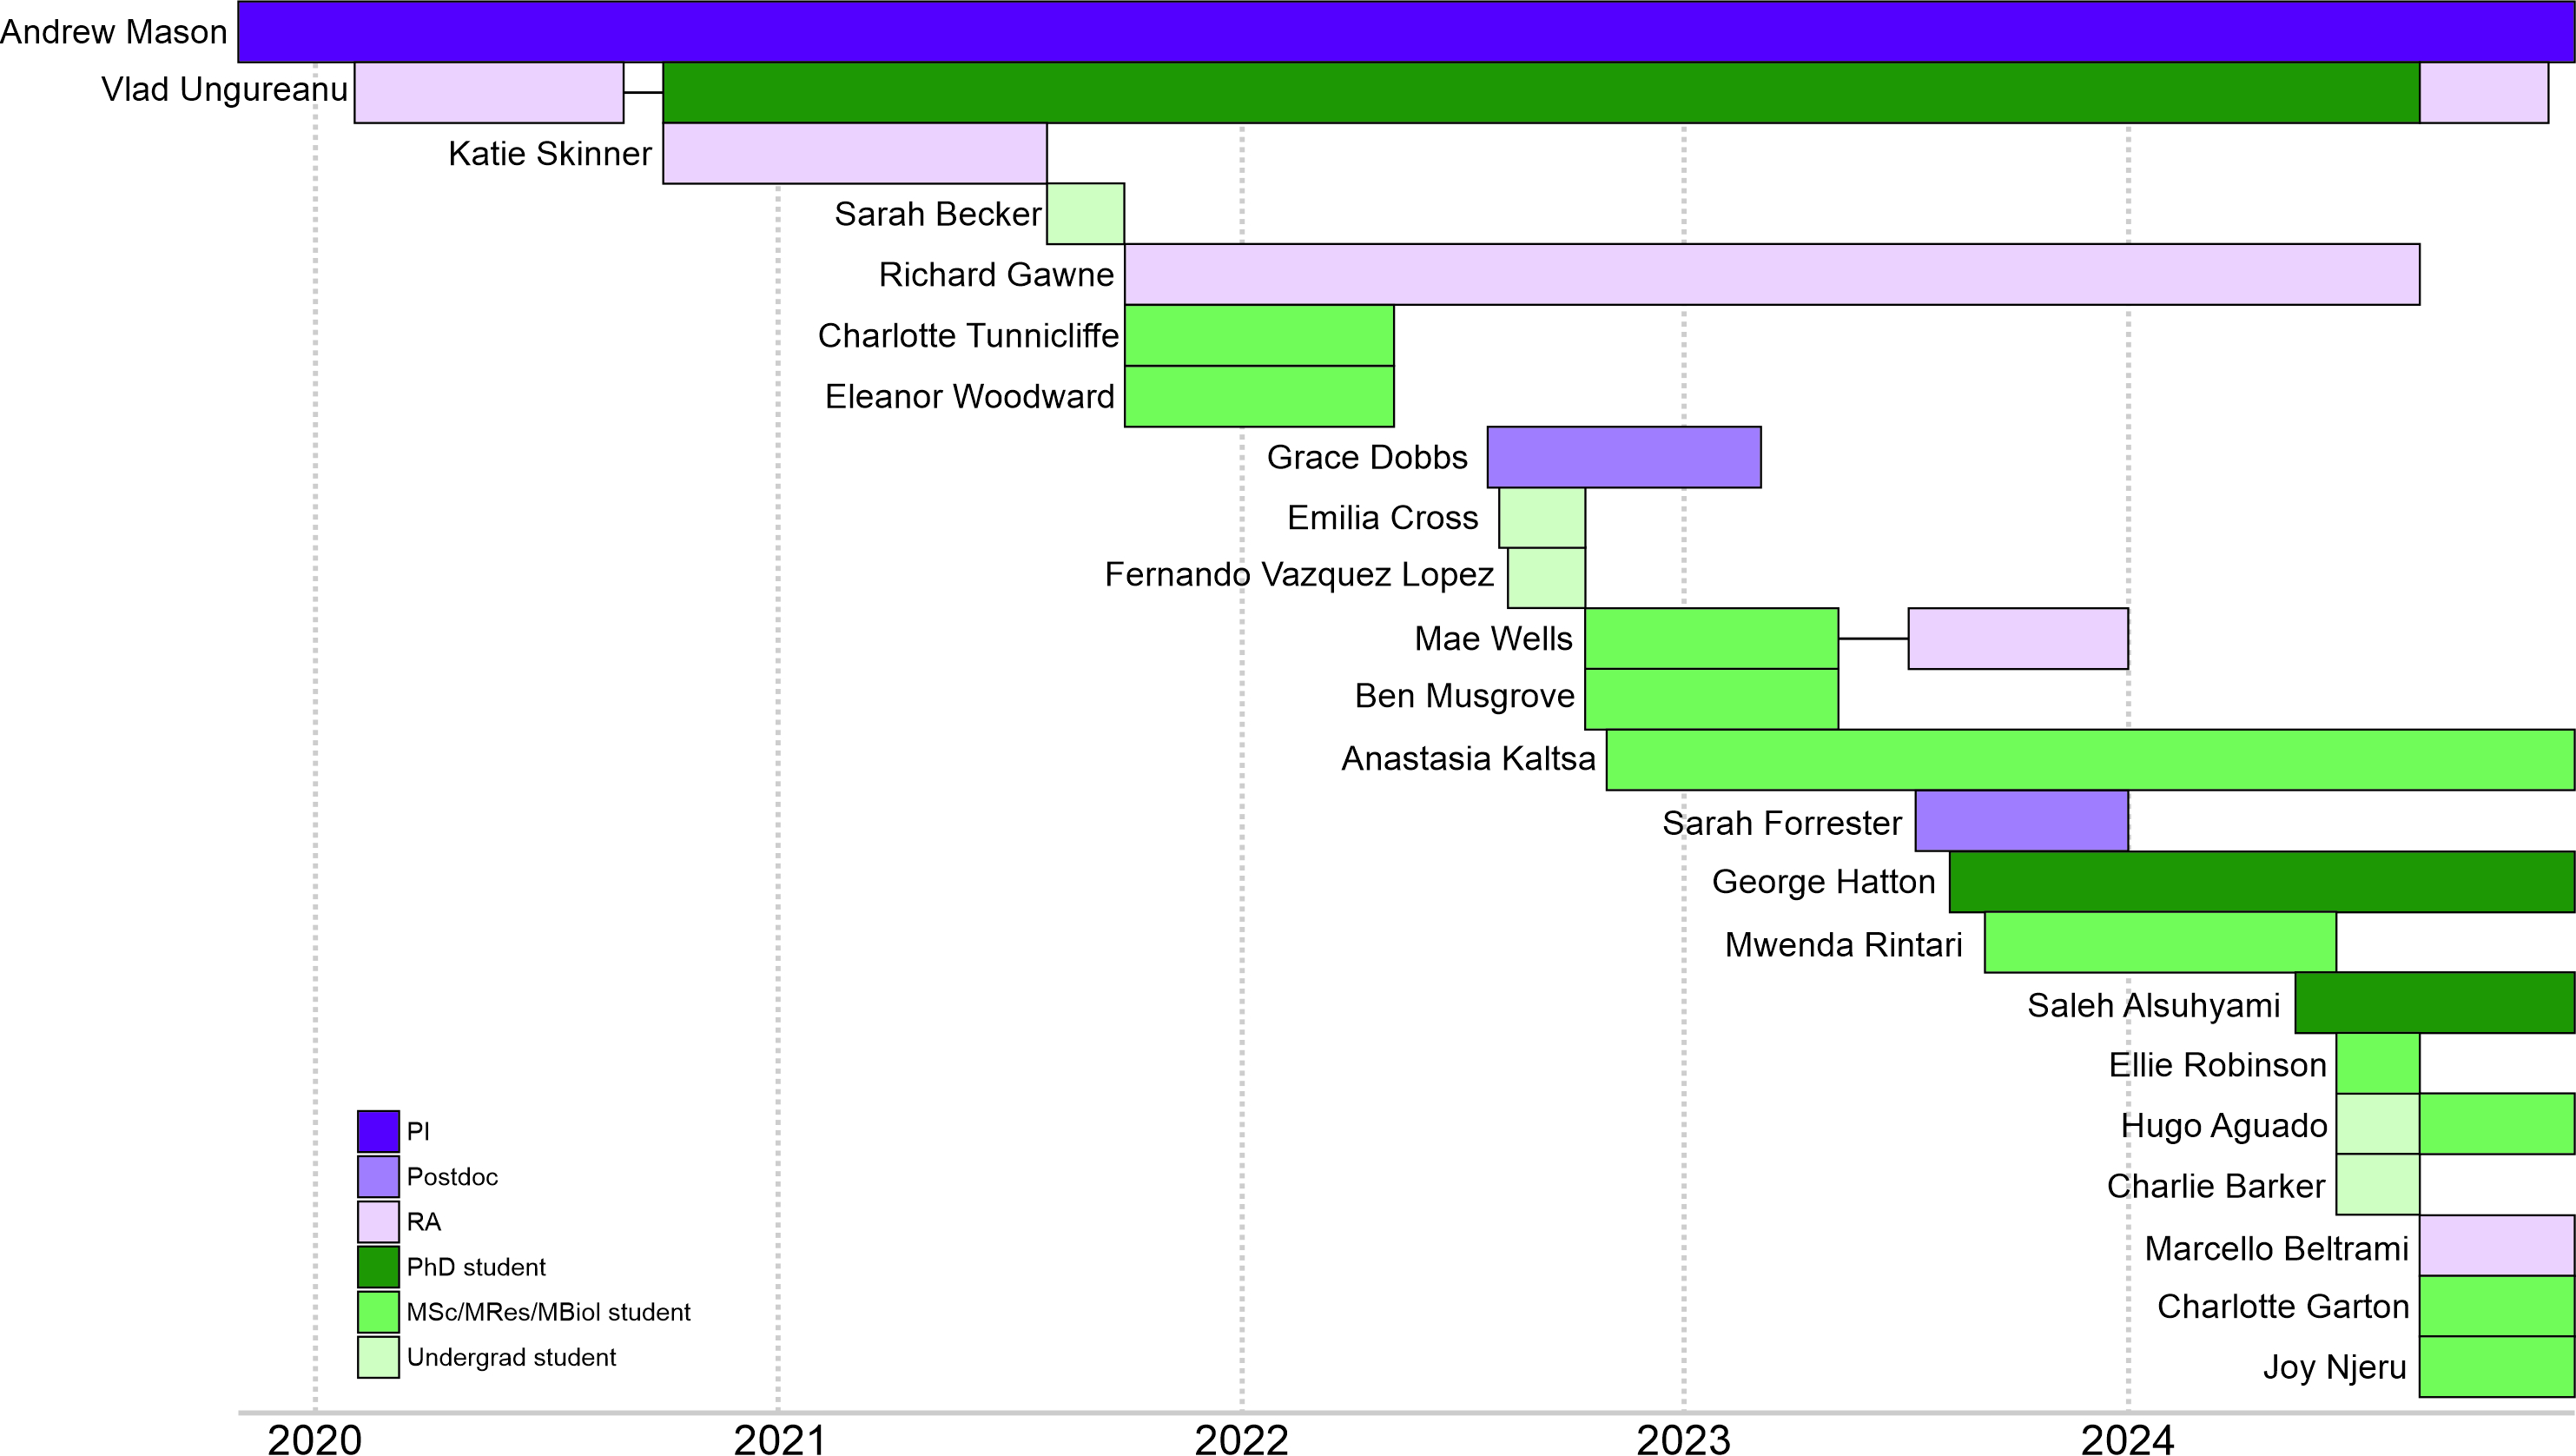 Andrew Mason
Vlad Ungureanu
Katie Skinner
Sarah Becker
Richard Gawne
Charlotte Tunnicliffe
Eleanor Woodward
Grace Dobbs
Emilia Cross
Fernando Vazquez Lopez
Mae Wells
Ben Musgrove
Anastasia Kaltsa
Sarah Forrester
George Hatton
Mwenda Rintari
Saleh Alsuhyami
Ellie Robinson
Hugo Aguado
Charlie Barker
Marcello Beltrami
Charlotte Garton
Joy Njeru
PI
Postdoc
RA
PhD student
MSc/MRes/MBiol student
Undergrad student
2020 2021 2022 2023 2024